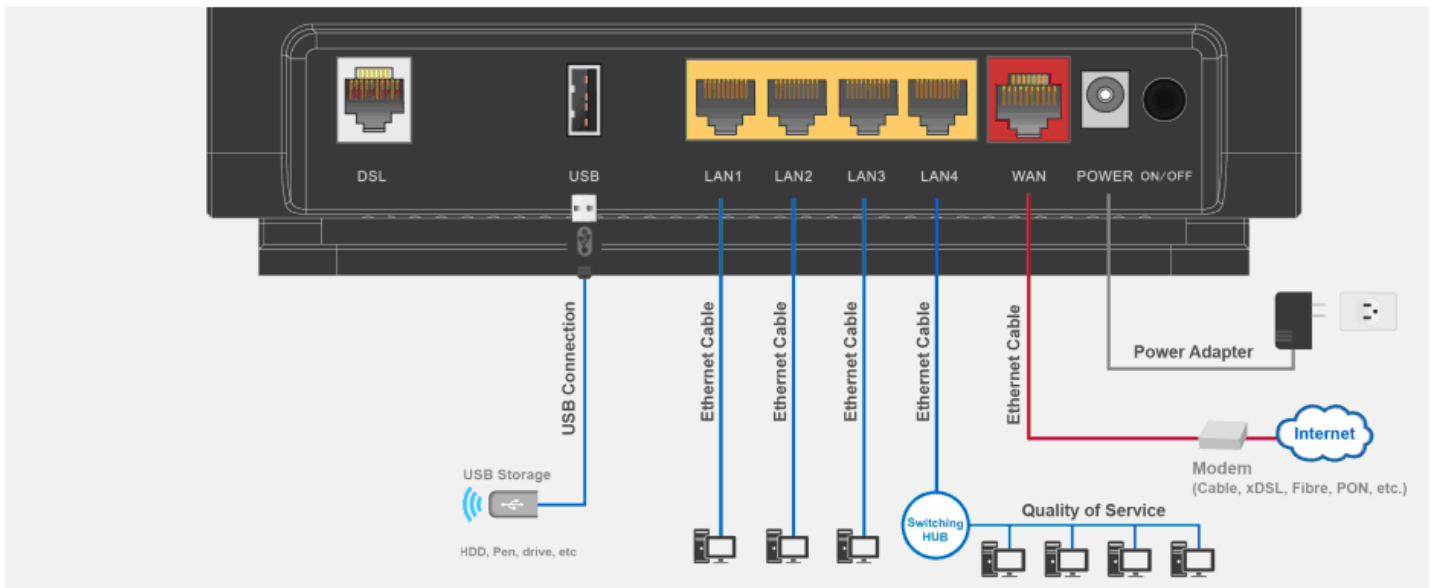 DSL
USB
LAN1
LAN2
LAN3
LAN4
WAN
POWER
ON/OFF
USB Connection
Ethernet Cable
Ethernet Cable
Ethernet Cable
Ethernet Cable
Ethernet Cable
Power Adapter
Internet
Modem
(Cable, xDSL, Fibre, PON, etc.)
USB Storage
HDD, Pen, drive, etc
Switching
HUB
Quality of Service